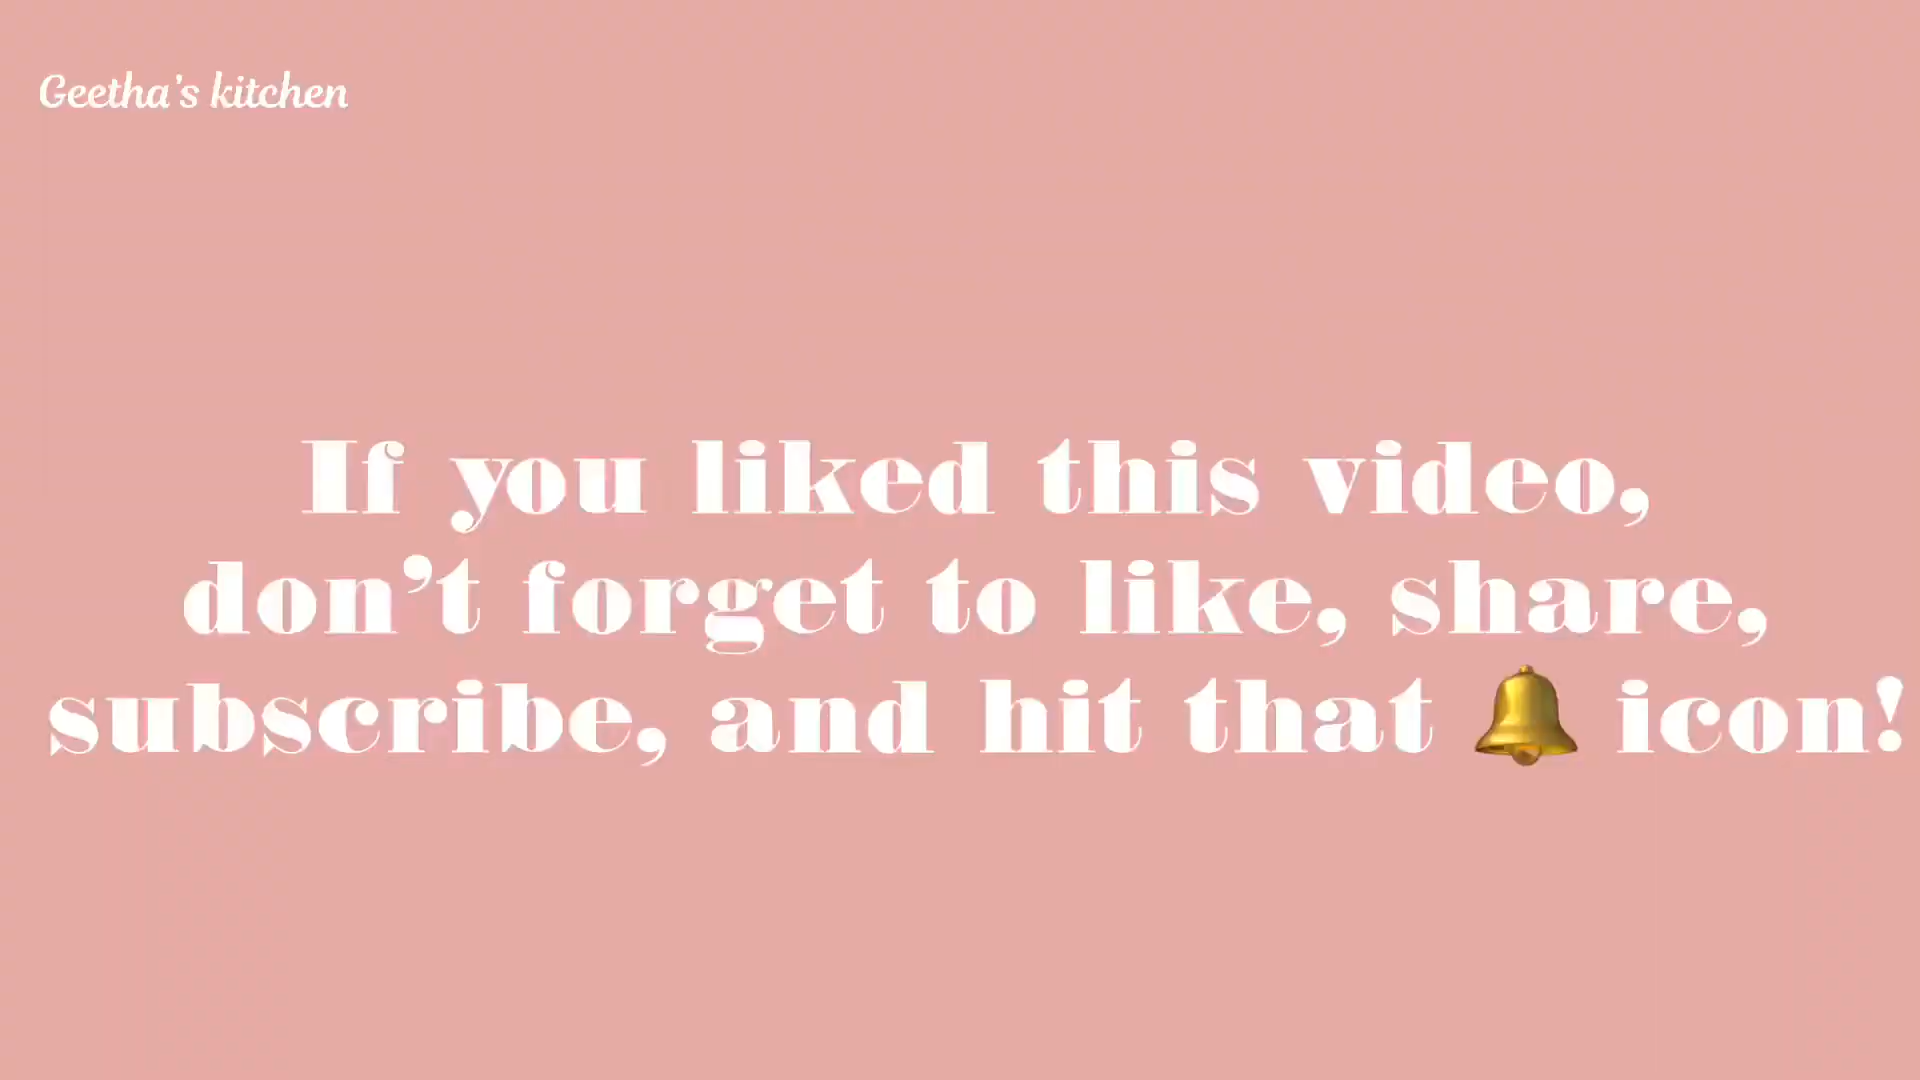 Geetha's kitchen
If you liked this video,
don't forget to like, share,
subscribe, and hit that 🔔 icon!